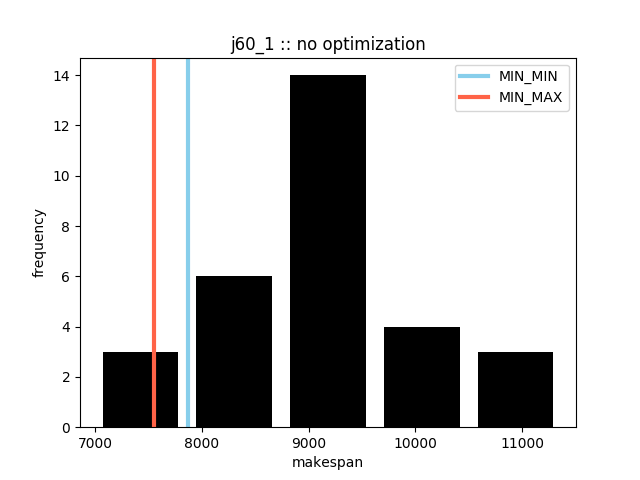 j60_1 :: no optimization
MIN_MIN
MIN_MAX
frequency
14
12
10
8
6
4
2
0
7000 8000 9000 10000 11000
makespan